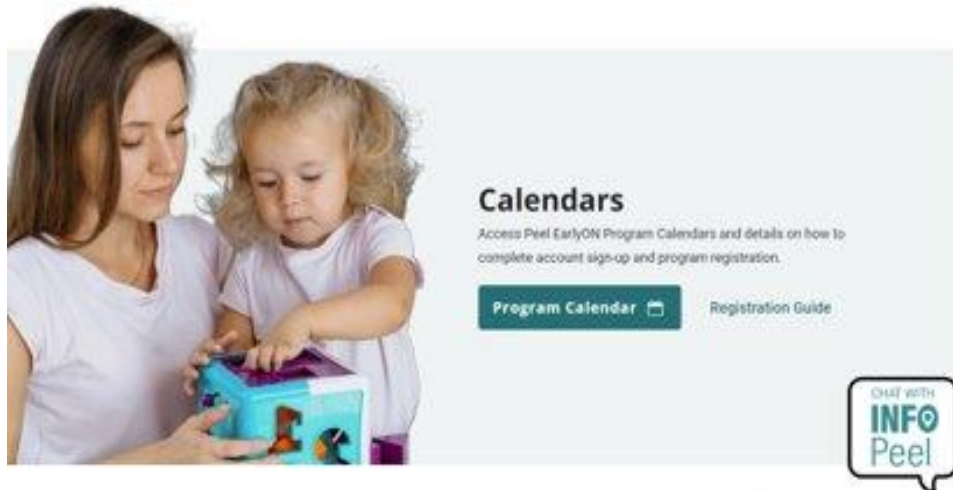 Calendars
Access Peel EarlyON Program Calendars and details on how to
complete account sign-up and program registration.
Program Calendar
Registration Guide
CHAT WITH
INFO
Peel